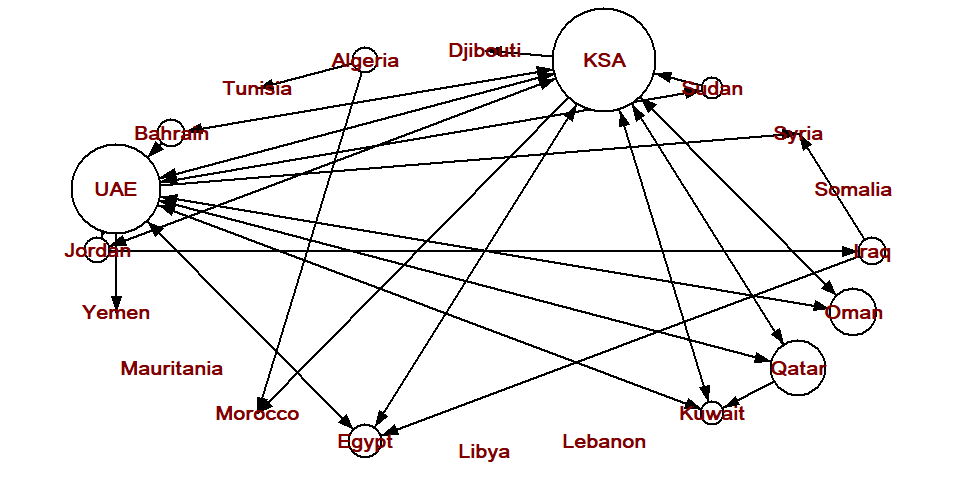 KSA
Djibouti
Algeria
Tunisia
Sudan
Bahrain
Syria
UAE
Somalia
Jordan
Iraq
Yemen
Oman
Mauritania
Qatar
Morocco
Kuwait
Egypt
Lebanon
Libya